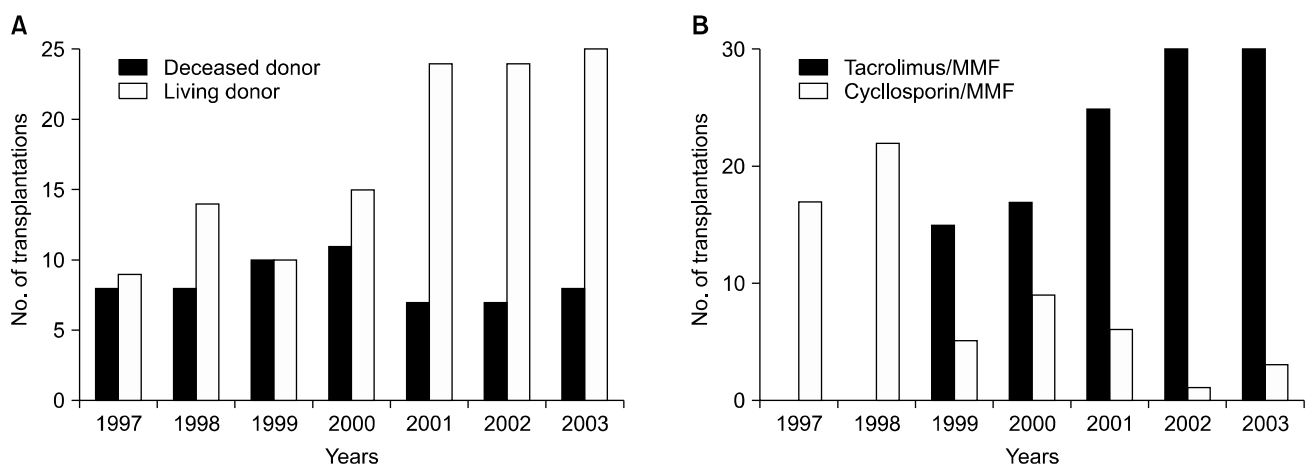 A
No. of transplantations
25
20
15
10
5
0
Deceased donor
Living donor
1997 1998 1999 2000 2001 2002 2003
Years
B
No. of transplantations
30
20
10
0
Tacrolimus/MMF
Cycllosporin/MMF
1997 1998 1999 2000 2001 2002 2003
Years